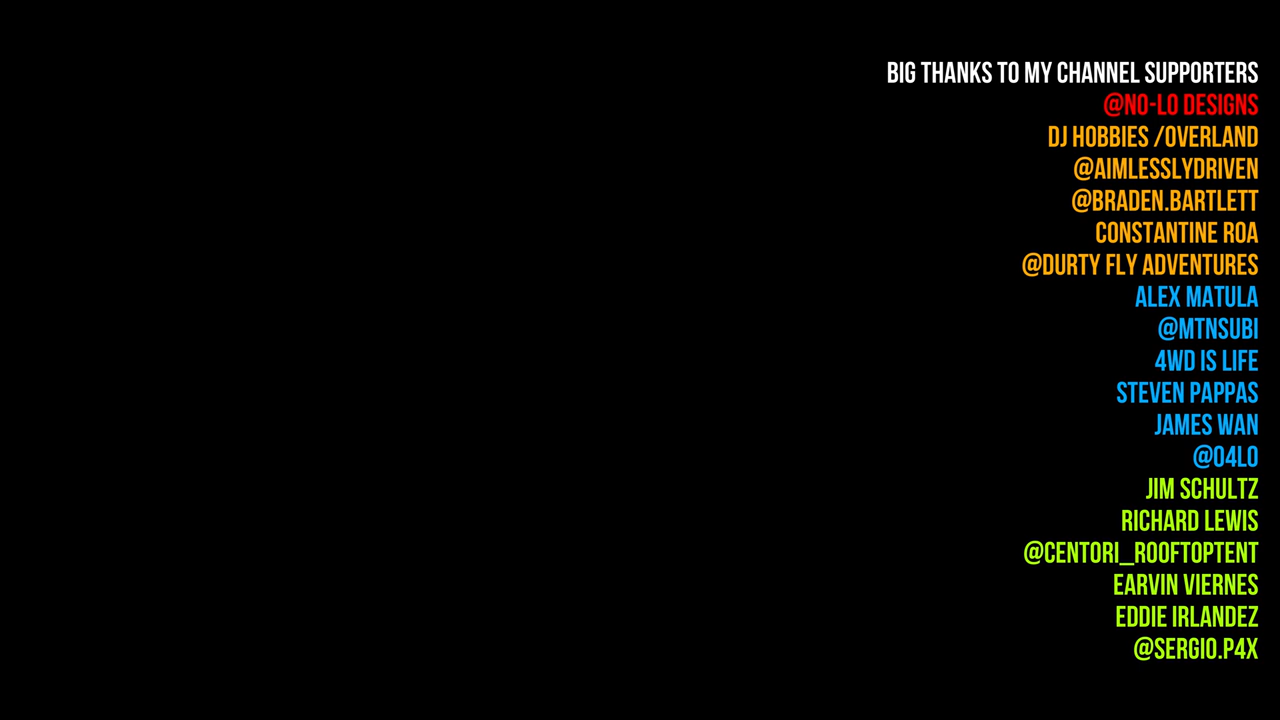 BIG THANKS TO MY CHANNEL SUPPORTERS
@NO-LO DESIGNS
DJ HOBBIES /OVERLAND
@AIMLESSLYDRIVEN
@BRADEN.BARTLETT
CONSTANTINE ROA
@DURTY FLY ADVENTURES
ALEX MATULA
@MTNSUBI
4WD IS LIFE
STEVEN PAPPAS
JAMES WAN
@04LO
JIM SCHULTZ
RICHARD LEWIS
@CENTORI_ROOFTOPTENT
EARVIN VIERNES
EDDIE IRLANDEZ
@SERGIO.P4X